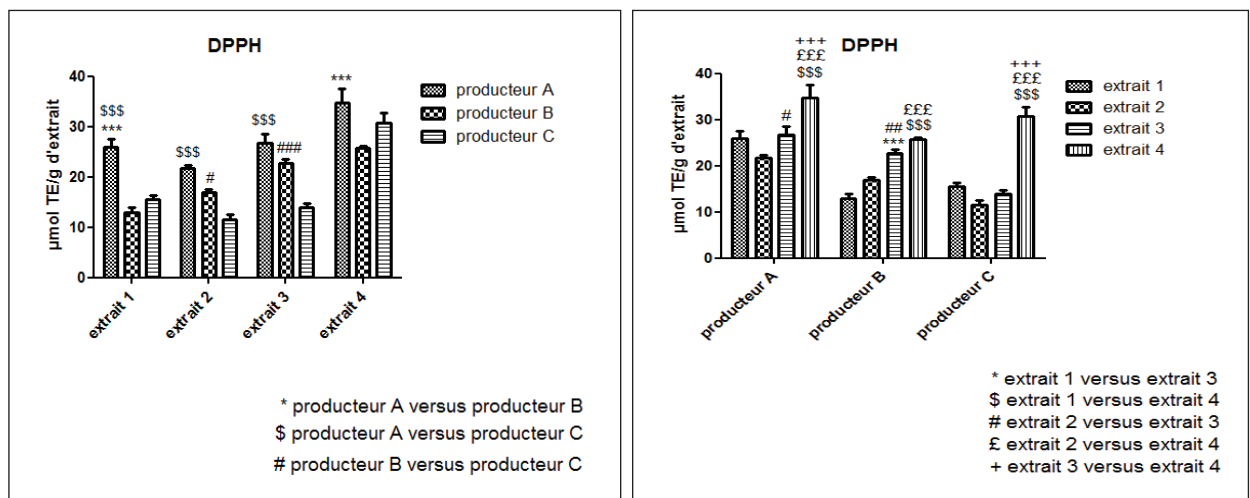 DPPH
µmol TE/g d'extrait
40
30
20
10
0
$$$
***
$$$
#
$$$
###
***
extrait 1
extrait 2
extrait 3
extrait 4
producteur A
producteur B
producteur C
* producteur A versus producteur B
$ producteur A versus producteur C
# producteur B versus producteur C
DPPH
µmol TE/g d'extrait
40
30
20
10
0
#
+++
£££
$$$
##
***
£££
$$$
+++
£££
$$$
producteur A
producteur B
producteur C
extrait 1
extrait 2
extrait 3
extrait 4
* extrait 1 versus extrait 3
$ extrait 1 versus extrait 4
# extrait 2 versus extrait 3
£ extrait 2 versus extrait 4
+ extrait 3 versus extrait 4